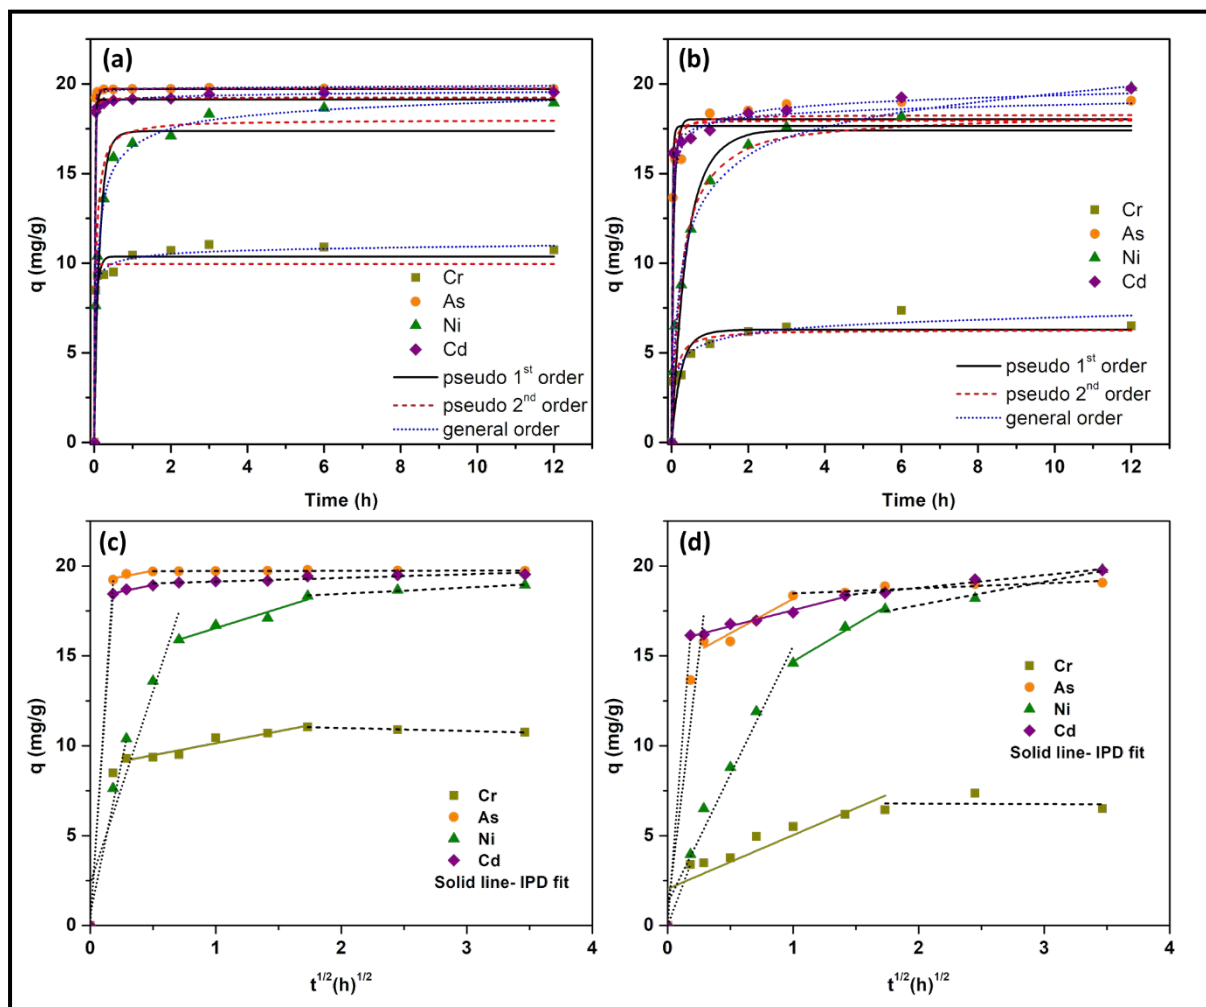 (a)
20
15
10
5
0
q (mg/g)
Cr
As
Ni
Cd
pseudo 1st order
pseudo 2nd order
general order
0 2 4 6 8 10 12
Time (h)
(b)
20
15
10
5
0
q (mg/g)
Cr
As
Ni
Cd
pseudo 1st order
pseudo 2nd order
general order
0 2 4 6 8 10 12
Time (h)
(c)
20
15
10
5
0
q (mg/g)
Cr
As
Ni
Cd
Solid line- IPD fit
0 1 2 3 4
t1/2(h)1/2
(d)
20
15
10
5
0
q (mg/g)
Cr
As
Ni
Cd
Solid line- IPD fit
0 1 2 3 4
t1/2(h)1/2